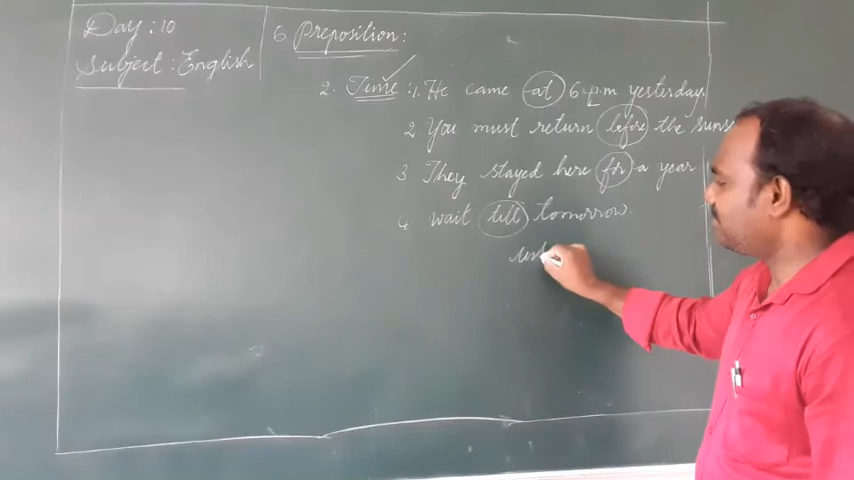 Day : 10
Subject : English
6 Preposition :
2. Time : 1. He came at 6 p.m yesterday.
2. You must return before the suns
3 They stayed here for a year
4 wait till tomorrow.